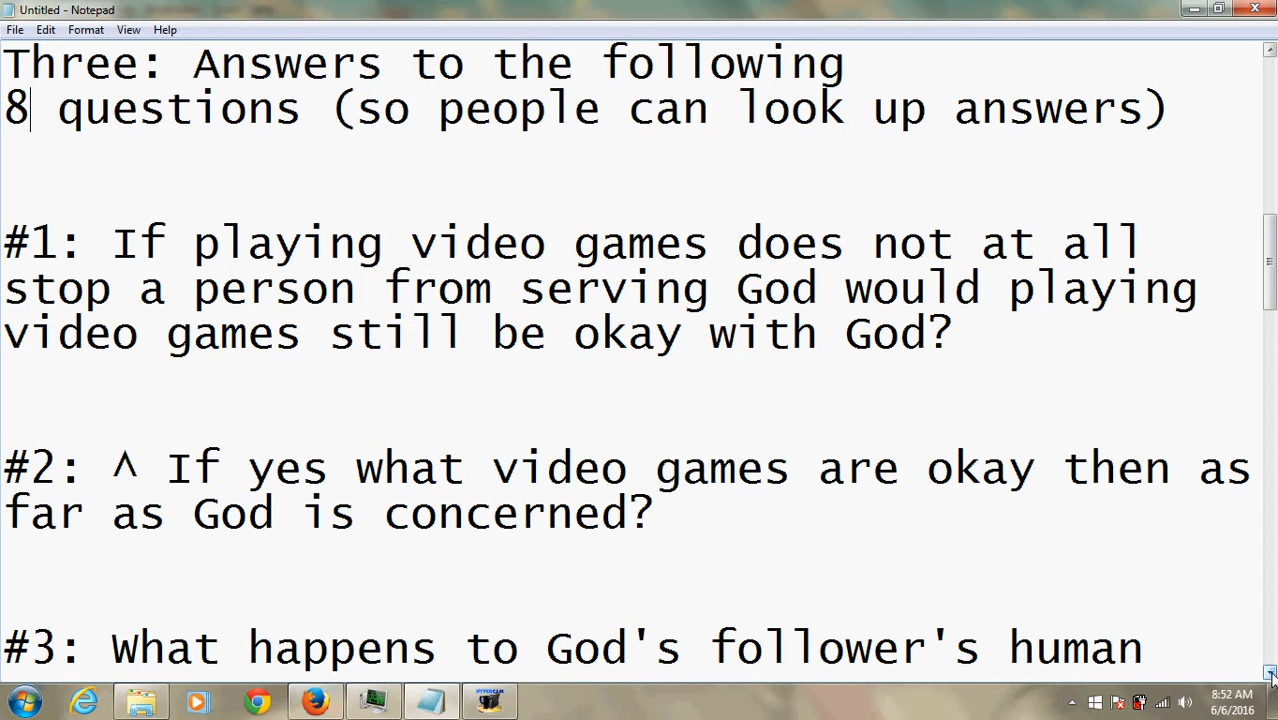 Untitled - Notepad
File Edit Format View Help
Three: Answers to the following
8 questions (so people can look up answers)
#1: If playing video games does not at all
stop a person from serving God would playing
video games still be okay with God?
#2: ^ If yes what video games are okay then as
far as God is concerned?
#3: What happens to God's follower's human
HYPERCAM
8:52 AM
6/6/2016